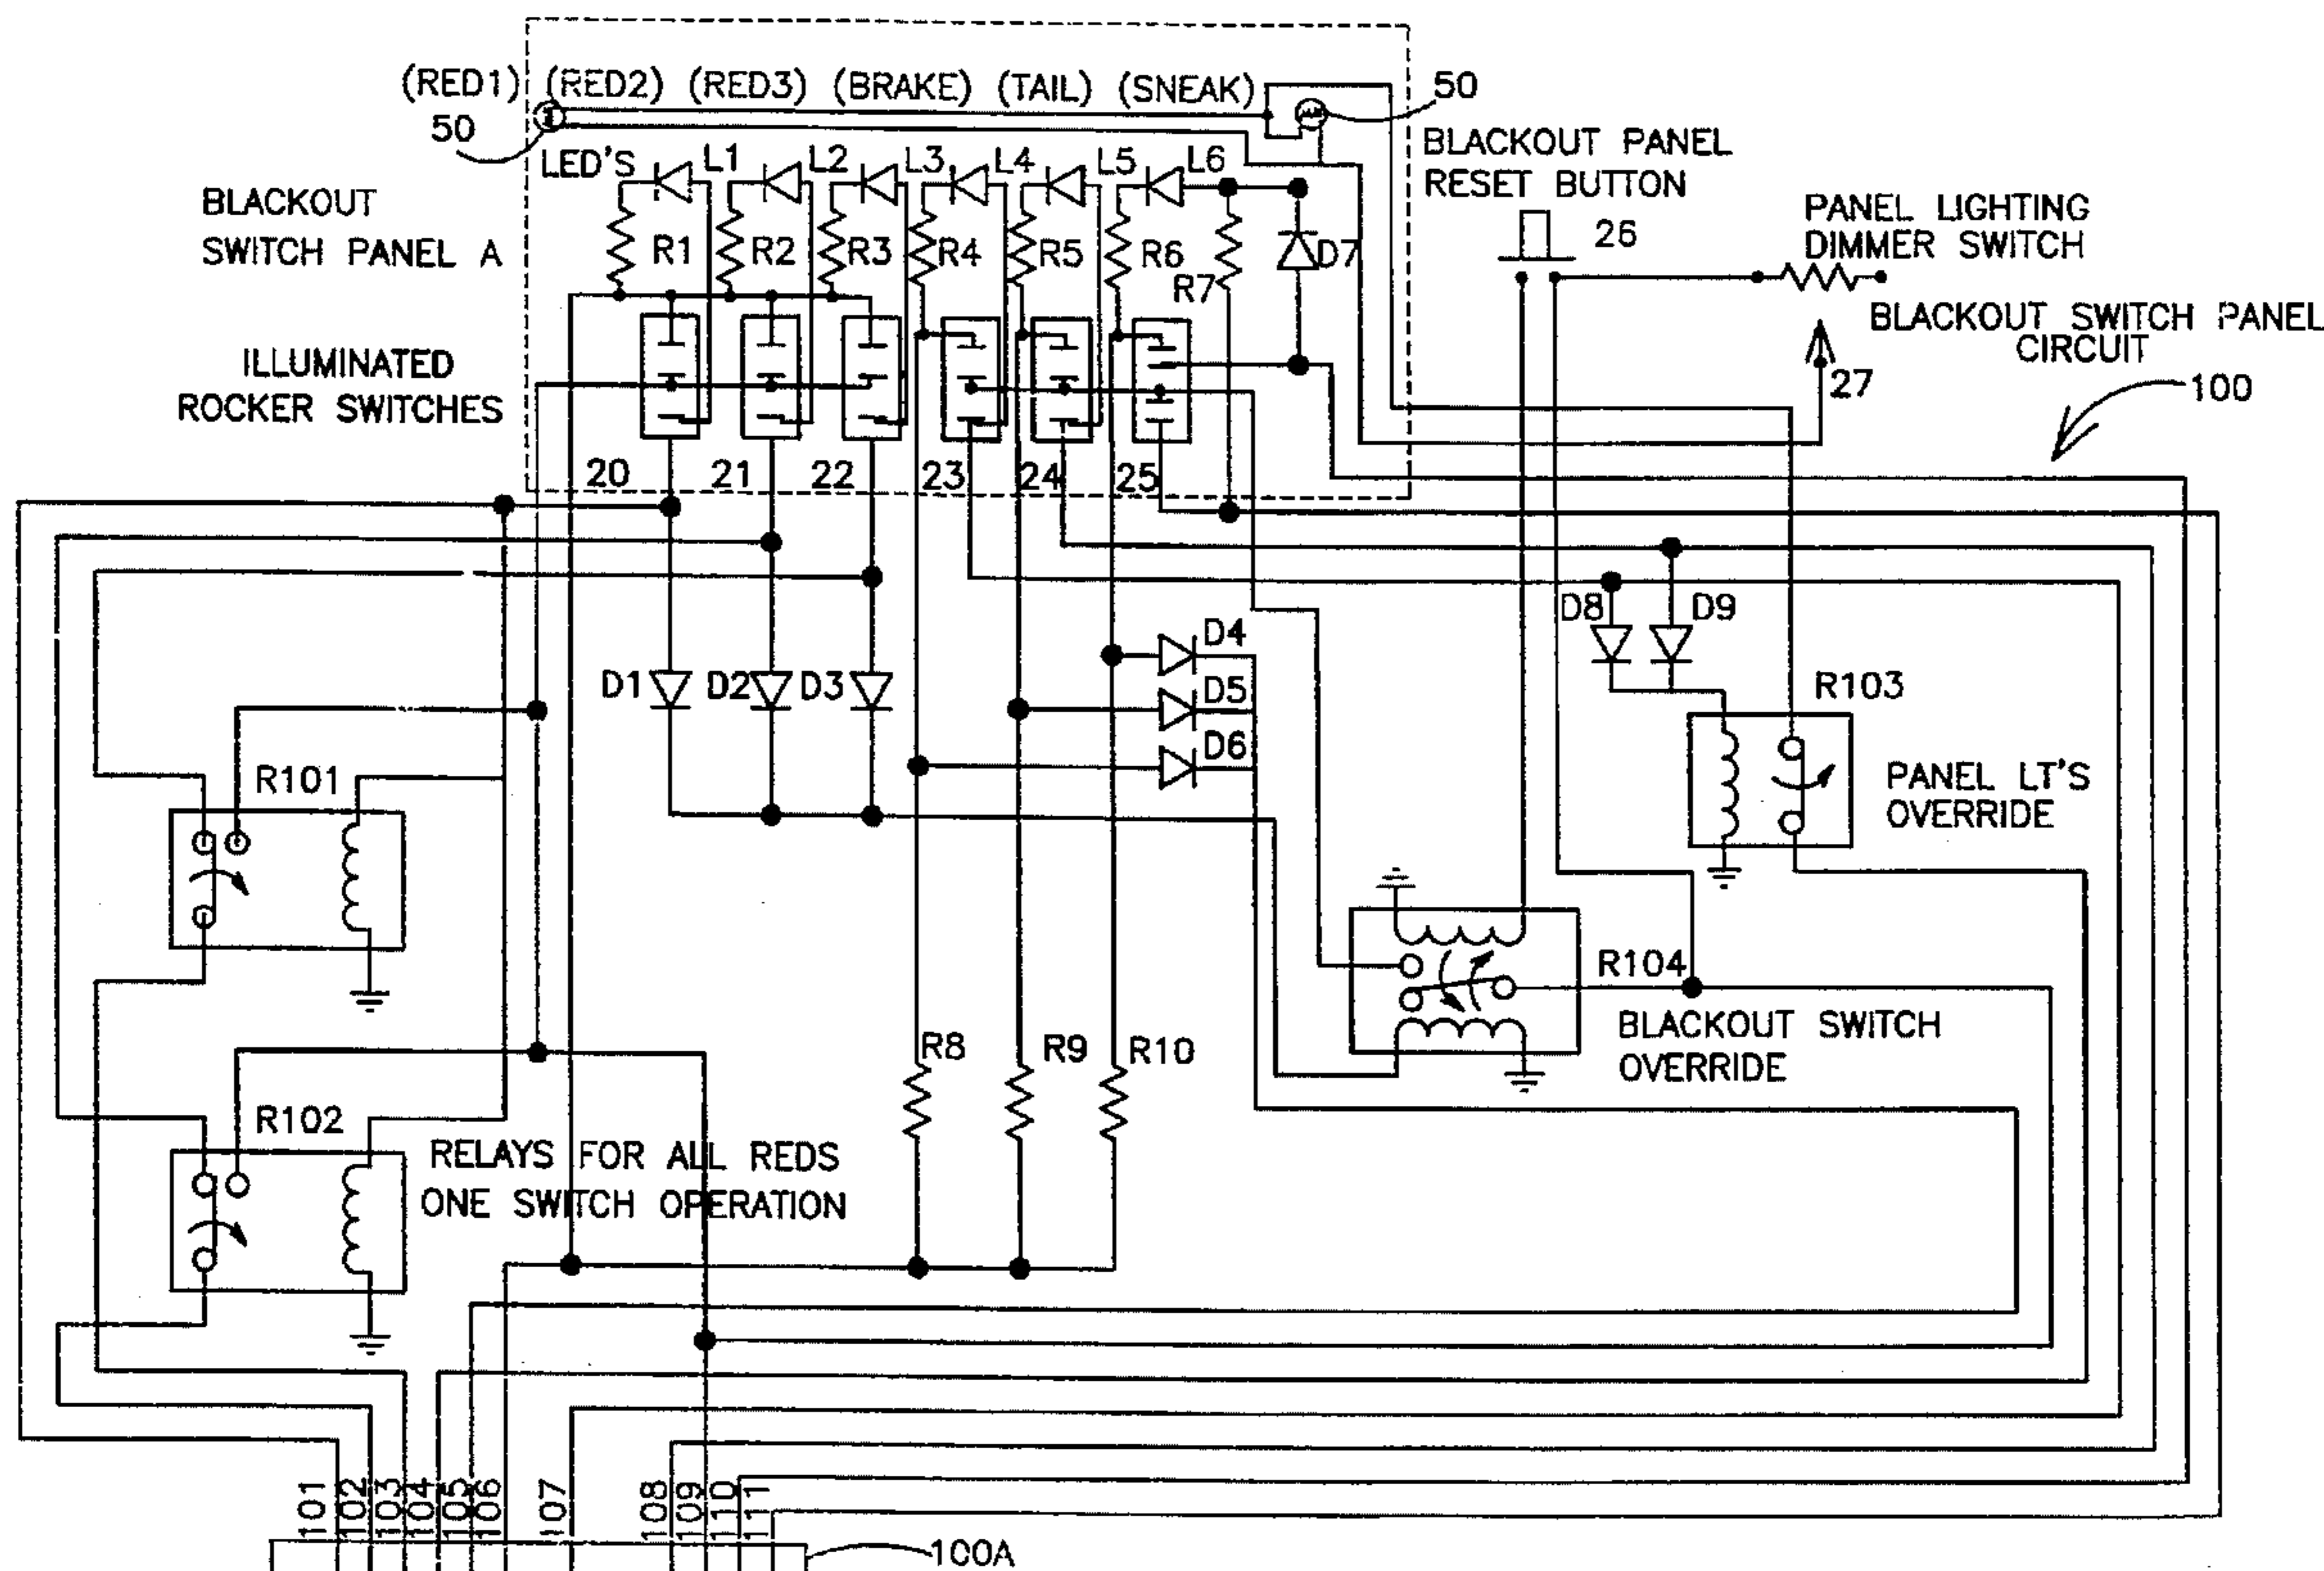 (RED1) (RED2) (RED3) (BRAKE) (TAIL) (SNEAK)
50
50
LED'S
L1
L2
L3
L4
L5
L6
BLACKOUT PANEL
RESET BUTTON
26
PANEL LIGHTING
DIMMER SWITCH
BLACKOUT
SWITCH PANEL A
R1
R2
R3
R4
R5
R6
R7
D7
BLACKOUT SWITCH PANEL
CIRCUIT
27
100
ILLUMINATED
ROCKER SWITCHES
20
21
22
23
24
25
D8
D9
D4
D5
D6
D1
D2
D3
R103
PANEL LT'S
OVERRIDE
R101
R104
BLACKOUT SWITCH
OVERRIDE
R8
R9
R10
R102
RELAYS FOR ALL REDS
ONE SWITCH OPERATION
101
102
103
104
105
106
107
108
109
110
111
100A